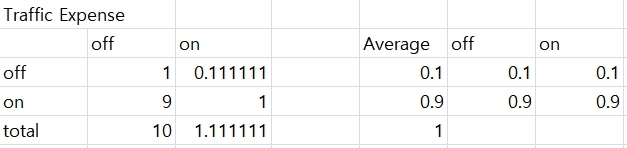 Traffic Expense
off on Average off on
off 1 0.111111 0.1 0.1 0.1
on 9 1 0.9 0.9 0.9
total 10 1.111111 1